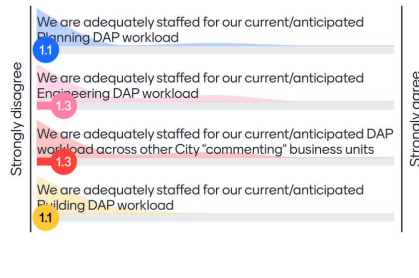 We are adequately staffed for our current/anticipated
Planning DAP workload
1.1
We are adequately staffed for our current/anticipated
Engineering DAP workload
1.3
We are adequately staffed for our current/anticipated DAP
workload across other City "commenting" business units
1.3
We are adequately staffed for our current/anticipated
Building DAP workload
1.1
Strongly disagree
Strongly agree